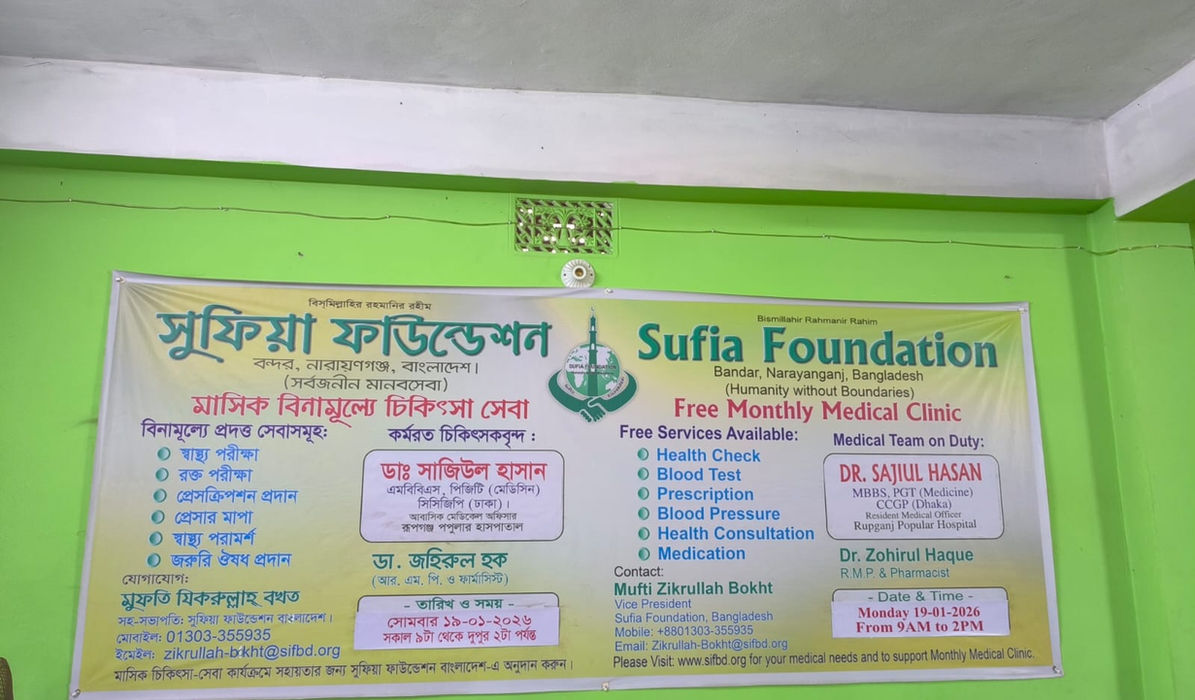 বিসমিল্লাহির রহমানির রহীম
সুফিয়া ফাউন্ডেশন
বন্দর, নারায়ণগঞ্জ, বাংলাদেশ।
(সর্বজনীন মানবসেবা)
মাসিক বিনামূল্যে চিকিৎসা সেবা
বিনামূল্যে প্রদত্ত সেবাসমূহ:
স্বাস্থ্য পরীক্ষা
রক্ত পরীক্ষা
প্রেসক্রিপশন প্রদান
প্রেসার মাপা
স্বাস্থ্য পরামর্শ
জরুরি ঔষধ প্রদান
যোগাযোগ:
মুফতি যিকরুল্লাহ্ বখত
সহ-সভাপতি: সুফিয়া ফাউন্ডেশন বাংলাদেশ।
মোবাইল: 01303-355935
ইমেইল: zikrullah-bokht@sifbd.org
কর্মরত চিকিৎসকবৃন্দ :
ডাঃ সাজিউল হাসান
এমবিবিএস, পিজিটি (মেডিসিন)
সিসিজিপি (ঢাকা)।
আবাসিক মেডিকেল অফিসার
রূপগঞ্জ পপুলার হাসপাতাল
ডা. জহিরুল হক
(আর. এম. পি. ও ফার্মাসিস্ট)
- তারিখ ও সময় -
সোমবার ১৯-০১-২০২৬
সকাল ৯টা থেকে দুপুর ২টা পর্যন্ত
মাসিক চিকিৎসা-সেবা কার্যক্রমে সহায়তার জন্য সুফিয়া ফাউন্ডেশন বাংলাদেশ-এ অনুদান করুন।
SUFIA FOUNDATION
Bismillahir Rahmanir Rahim
Sufia Foundation
Bandar, Narayanganj, Bangladesh
(Humanity without Boundaries)
Free Monthly Medical Clinic
Free Services Available:
Health Check
Blood Test
Prescription
Blood Pressure
Health Consultation
Medication
Contact:
Mufti Zikrullah Bokht
Vice President
Sufia Foundation, Bangladesh
Mobile: +8801303-355935
Email: Zikrullah-Bokht@sifbd.org
Medical Team on Duty:
DR. SAJIUL HASAN
MBBS, PGT (Medicine)
CCGP (Dhaka)
Resident Medical Officer
Rupganj Popular Hospital
Dr. Zohirul Haque
R.M.P. & Pharmacist
- Date & Time -
Monday 19-01-2026
From 9AM to 2PM
Please Visit: www.sifbd.org for your medical needs and to support Monthly Medical Clinic.